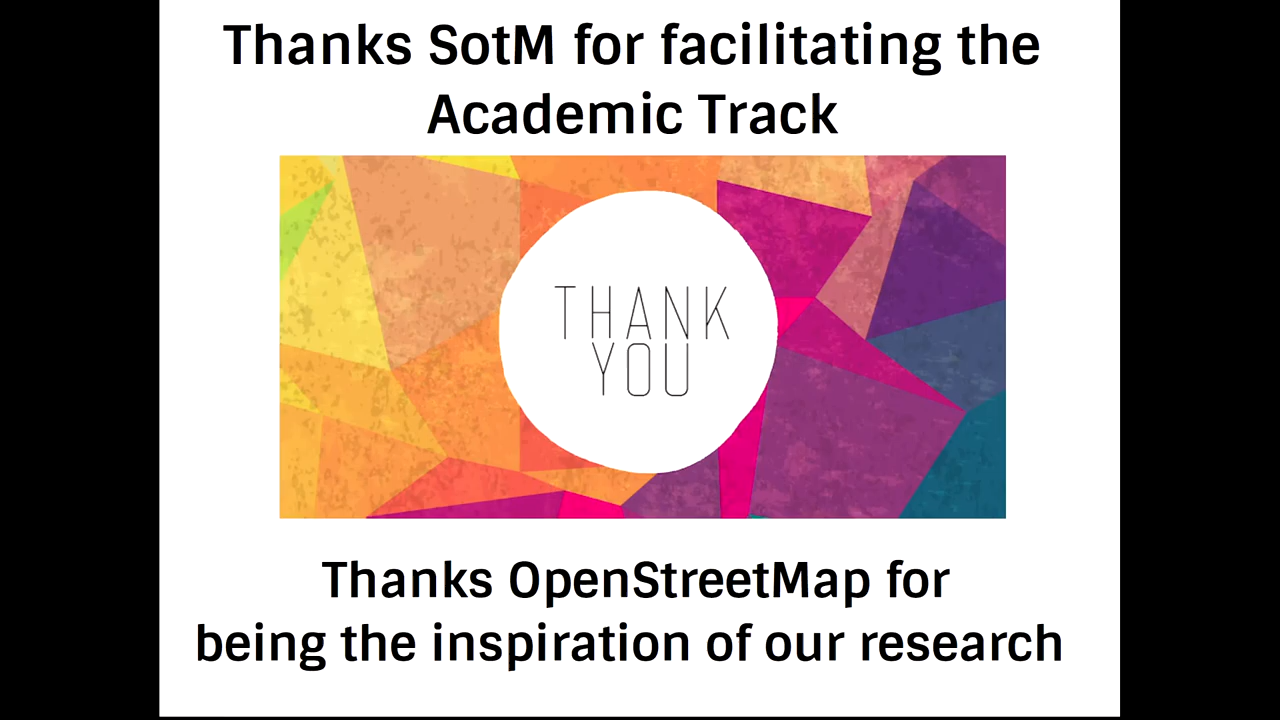 Thanks SotM for facilitating the
Academic Track
THANK
YOU
Thanks OpenStreetMap for
being the inspiration of our research